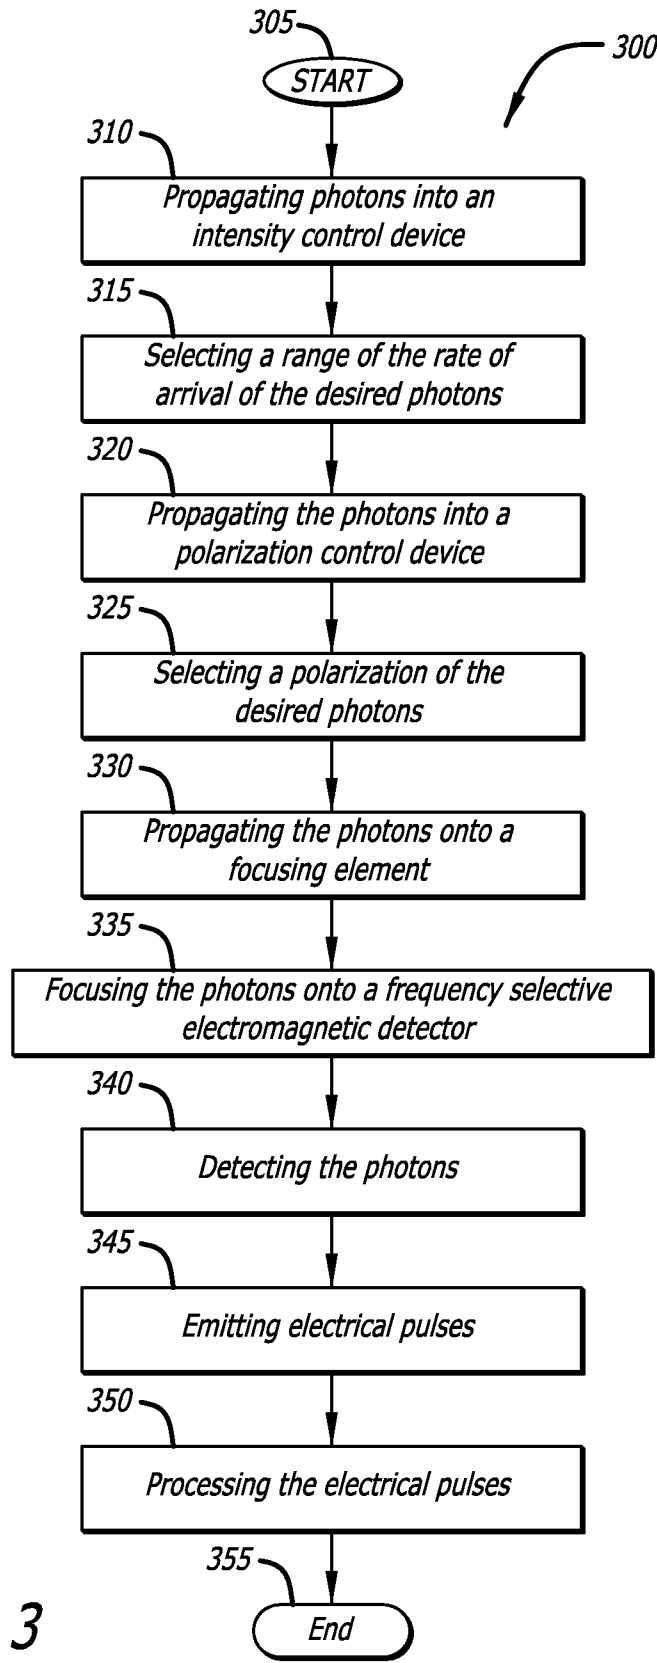 305
START
300
310
Propagating photons into an
intensity control device
315
Selecting a range of the rate of
arrival of the desired photons
320
Propagating the photons into a
polarization control device
325
Selecting a polarization of the
desired photons
330
Propagating the photons onto a
focusing element
335
Focusing the photons onto a frequency selective
electromagnetic detector
340
Detecting the photons
345
Emitting electrical pulses
350
Processing the electrical pulses
355
End
3